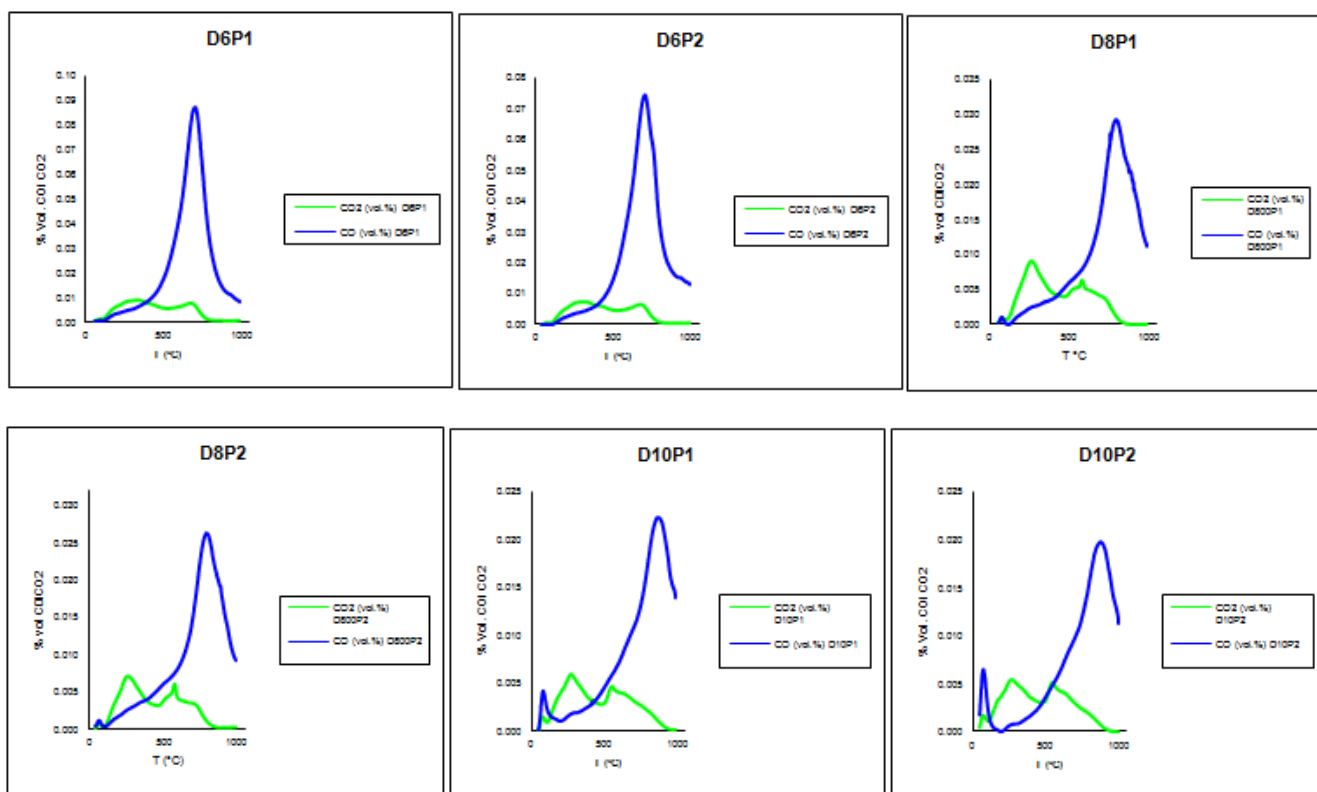 D6P1
0.10
0.09
0.08
0.07
0.06
0.05
0.04
0.03
0.02
0.01
0.00
0
500
1000
T (°C)
% Vol. CO| CO2
CO2 (vol.%) D6P1
CO (vol.%) D6P1
D6P2
0.08
0.07
0.06
0.05
0.04
0.03
0.02
0.01
0.00
0
500
1000
T (°C)
% Vol. CO| CO2
CO2 (vol.%) D6P2
CO (vol.%) D6P2
D8P1
0.035
0.030
0.025
0.020
0.015
0.010
0.005
0.000
0
500
1000
T °C
% vol CO|CO2
CO2 (vol.%)
D800P1
CO (vol.%)
D800P1
D8P2
0.030
0.025
0.020
0.015
0.010
0.005
0.000
0
500
1000
T (°C)
% vol CO|CO2
CO2 (vol.%)
D800P2
CO (vol.%) D800P2
D10P1
0.025
0.020
0.015
0.010
0.005
0.000
0
500
1000
T (°C)
% Vol. CO| CO2
CO2 (vol.%)
D10P1
CO (vol.%) D10P1
D10P2
0.025
0.020
0.015
0.010
0.005
0.000
0
500
1000
T (°C)
% Vol. CO| CO2
CO2 (vol.%)
D10P2
CO (vol.%) D10P2